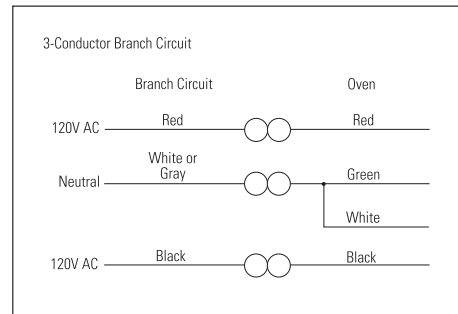 3-Conductor Branch Circuit
Branch Circuit Oven
120V AC Red Red
White or
Neutral Gray Green
White
120V AC Black Black